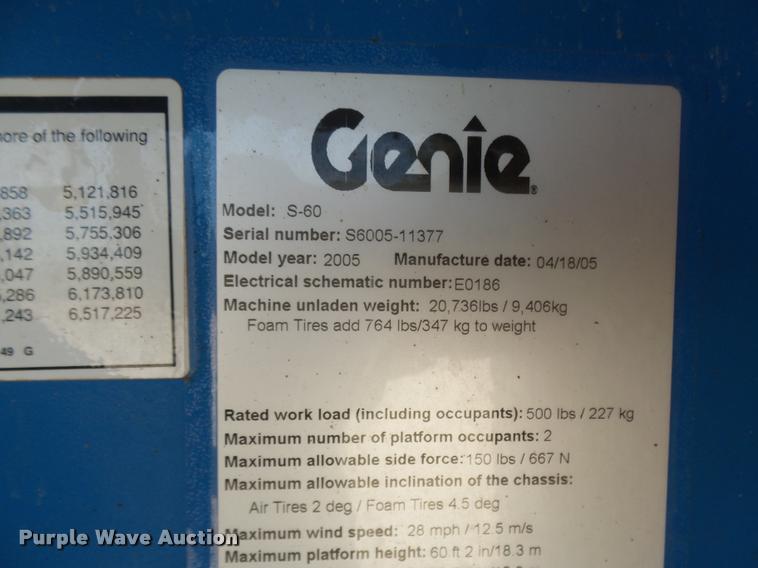 ore of the following
858 5,121,816
,363 5,515,945
,892 5,755,306
,142 5,934,409
,047 5,890,559
,286 6,173,810
,243 6,517,225
49 G
Genie
Model: S-60
Serial number: S6005-11377
Model year: 2005 Manufacture date: 04/18/05
Electrical schematic number: E0186
Machine unladen weight: 20,736lbs / 9,406kg
Foam Tires add 764 lbs/347 kg to weight
Rated work load (including occupants): 500 lbs / 227 kg
Maximum number of platform occupants: 2
Maximum allowable side force: 150 lbs / 667 N
Maximum allowable inclination of the chassis:
Air Tires 2 deg / Foam Tires 4.5 deg
Maximum wind speed: 28 mph / 12.5 m/s
Maximum platform height: 60 ft 2 in/18.3 m
Purple Wave Auction